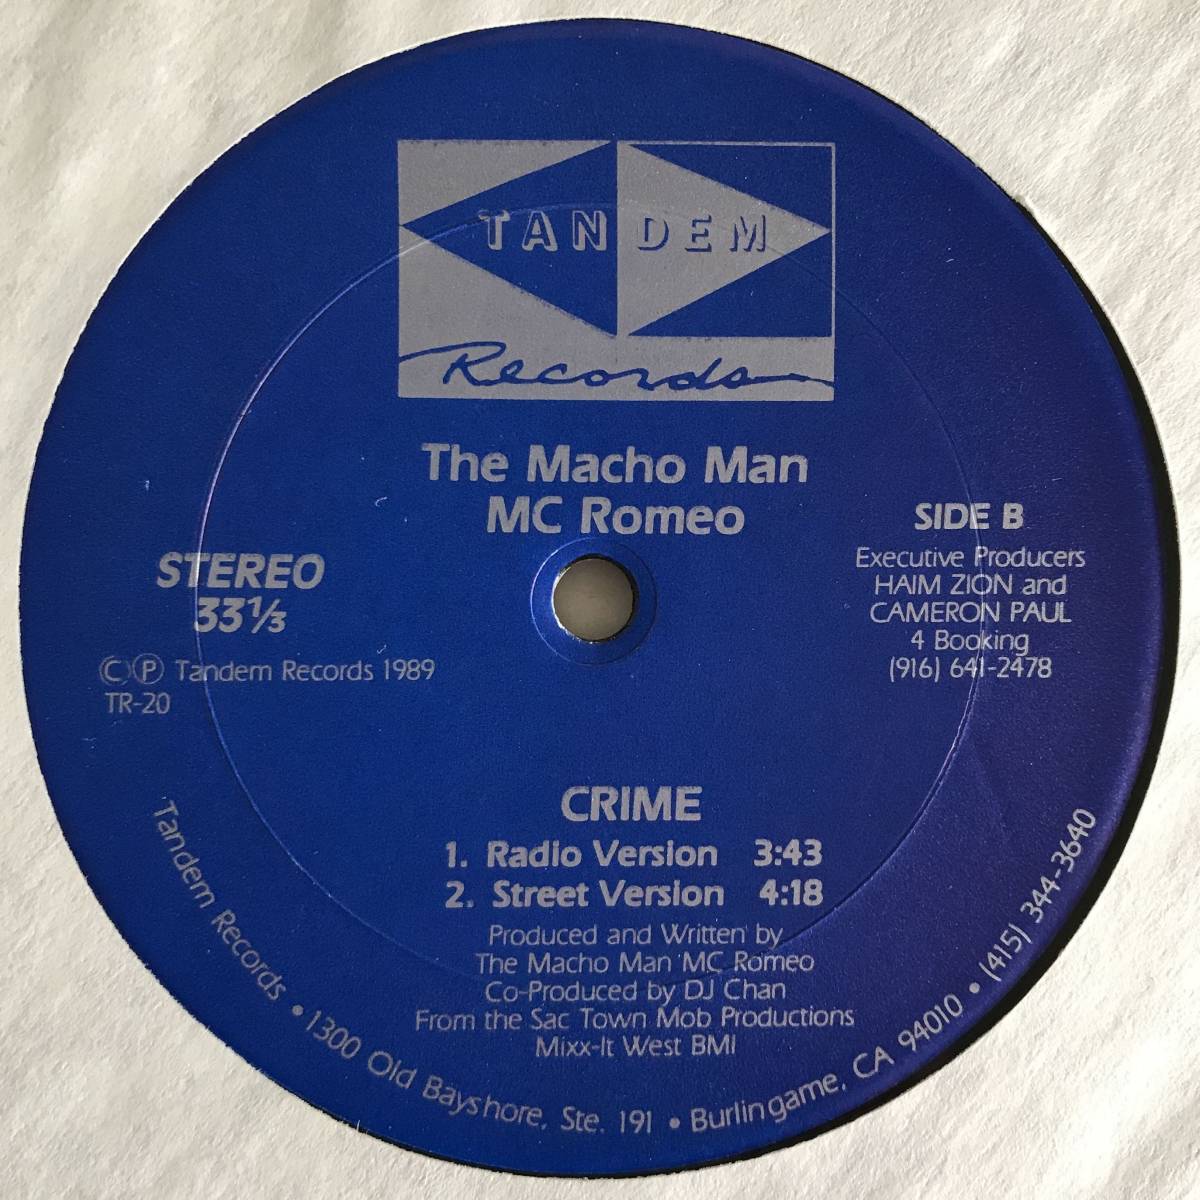 TANDEM
Records
The Macho Man
MC Romeo
STEREO
33⅓
Ⓒ Ⓟ Tandem Records 1989
TR-20
SIDE B
Executive Producers
HAIM ZION and
CAMERON PAUL
4 Booking
(916) 641-2478
CRIME
1. Radio Version 3:43
2. Street Version 4:18
Produced and Written by
The Macho Man MC Romeo
Co-Produced by DJ Chan
From the Sac Town Mob Productions
Mixx-It West BMI
Tandem Records • 1300 Old Bayshore, Ste. 191 • Burlingame, CA 94010 • (415) 344-3640